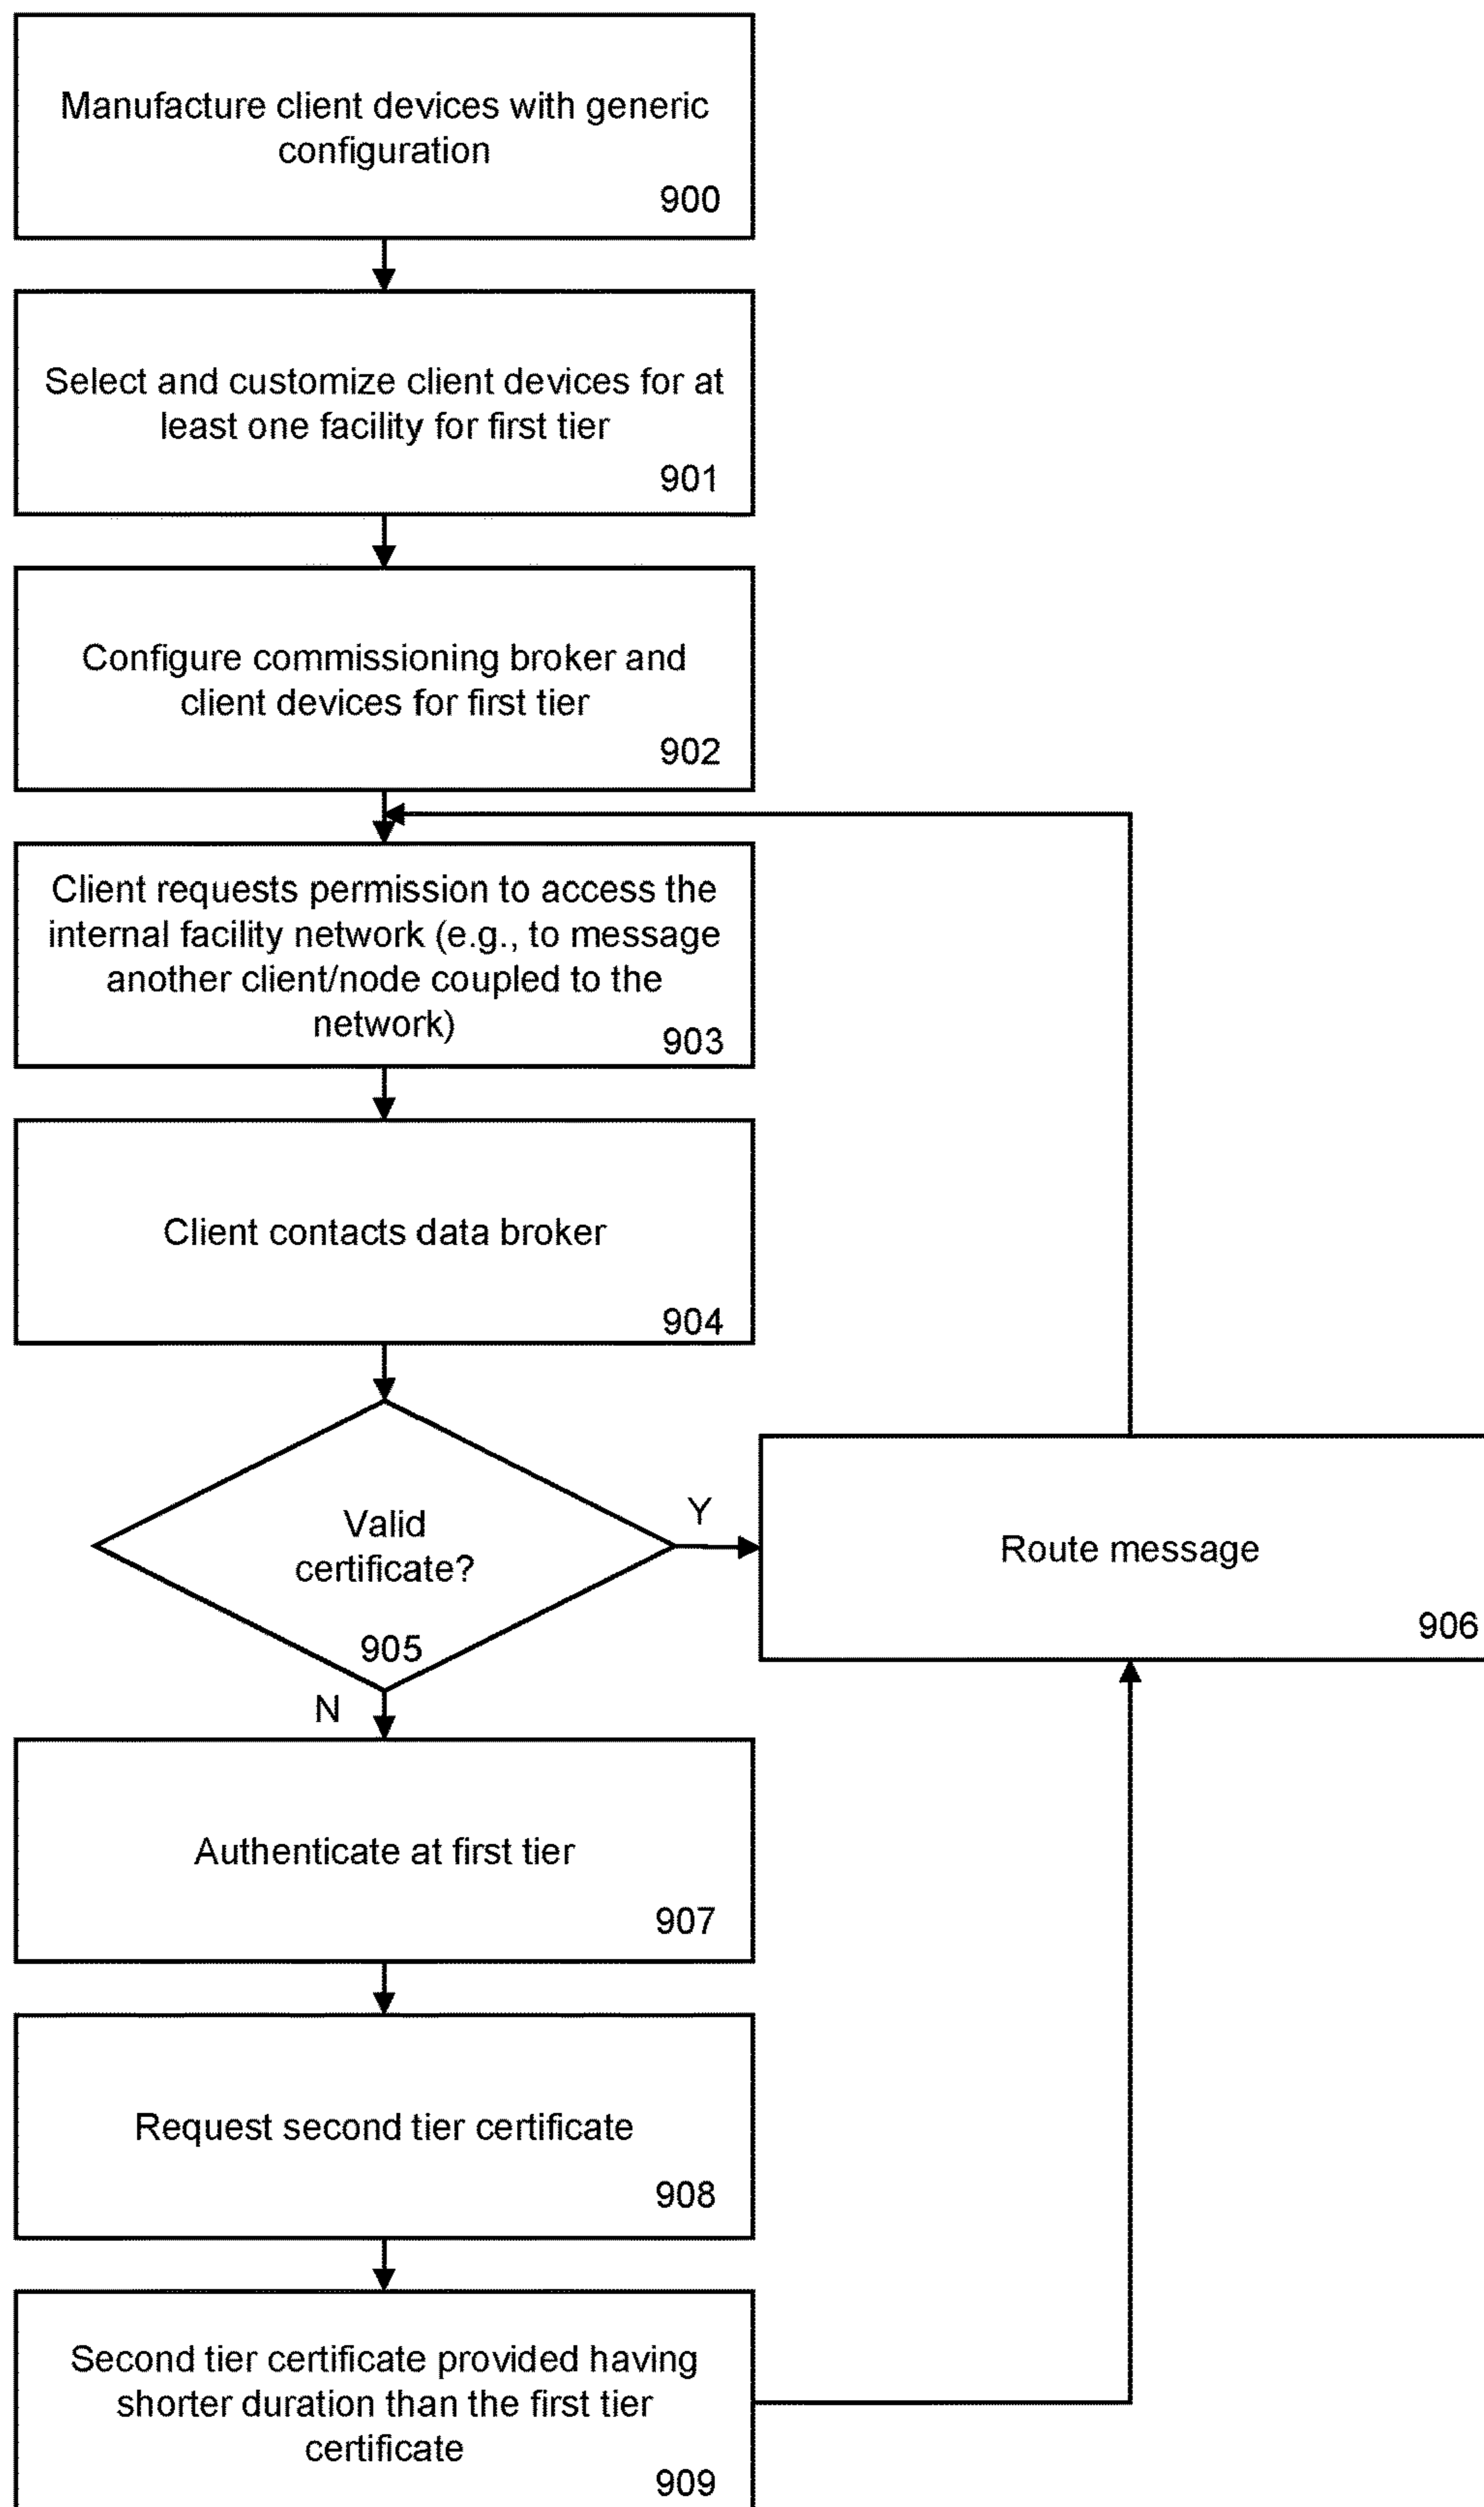 Manufacture client devices with generic
configuration
900
Select and customize client devices for at
least one facility for first tier
901
Configure commissioning broker and
client devices for first tier
902
Client requests permission to access the
internal facility network (e.g., to message
another client/node coupled to the
network)
903
Client contacts data broker
904
Valid
certificate?
905
Y
Route message
906
N
Authenticate at first tier
907
Request second tier certificate
908
Second tier certificate provided having
shorter duration than the first tier
certificate
909